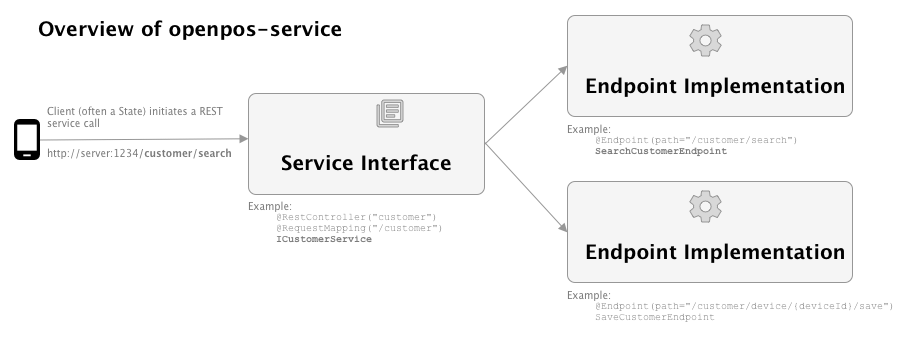 Overview of openpos-service
Client (often a State) initiates a REST
service call
http://server:1234/customer/search
Service Interface
Example:
@RestController("customer")
@RequestMapping("/customer")
ICustomerService
Endpoint Implementation
Example:
@Endpoint(path="/customer/search")
SearchCustomerEndpoint
Endpoint Implementation
Example:
@Endpoint(path="/customer/device/{deviceId}/save")
SaveCustomerEndpoint